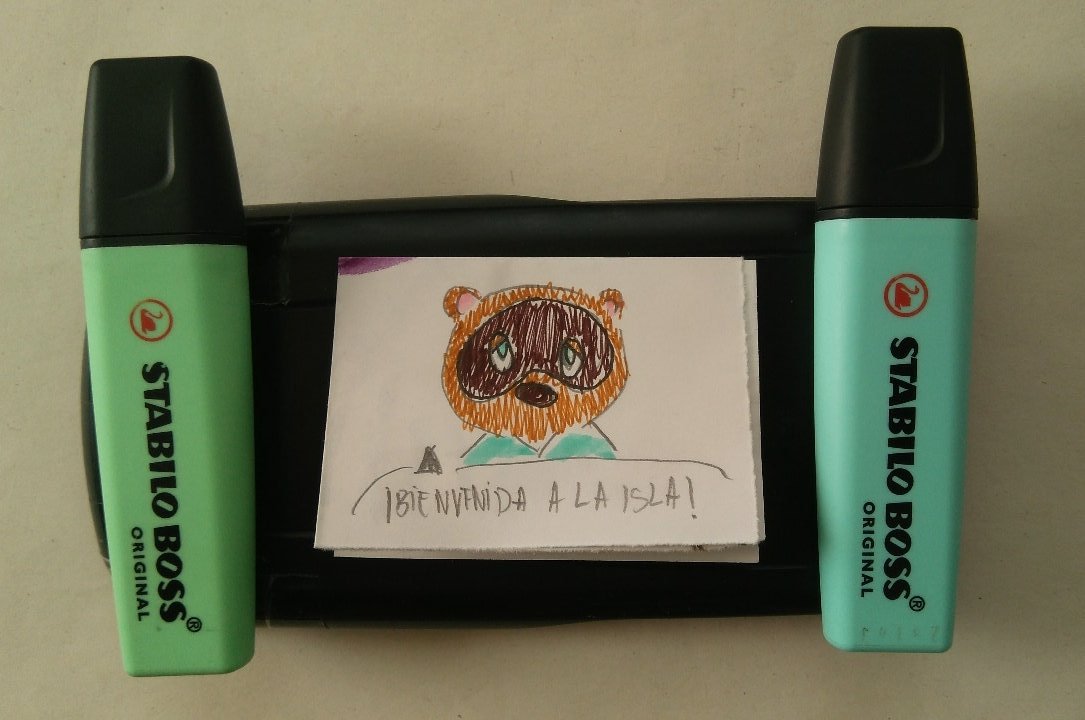 STABILO BOSS®
ORIGINAL
¡BIENVENIDA A LA ISLA!
STABILO BOSS®
ORIGINAL